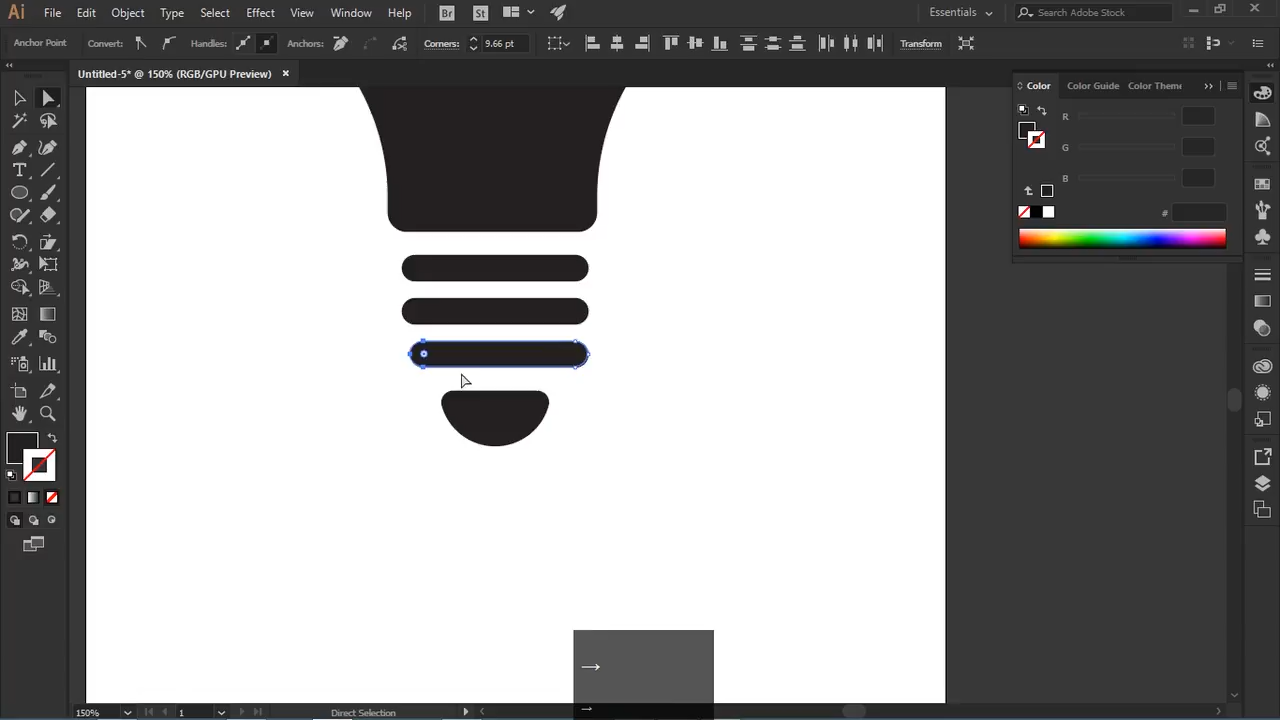 Ai File Edit Object Type Select Effect View Window Help Br St Essentials Search Adobe Stock
Anchor Point Convert: Handles: Anchors: Corners: 9.66 pt Transform
Untitled-5* @ 150% (RGB/GPU Preview) ×
Color Color Guide Color Theme
R
G
B
#
T
→
→
150% 1 Direct Selection